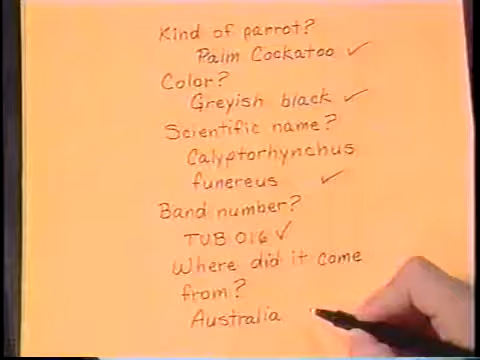 Kind of parrot?
Palm Cockatoo ✓
Color?
Greyish black ✓
Scientific name?
Calyptorhynchus
funereus ✓
Band number?
TUB 016 ✓
Where did it come
from?
Australia